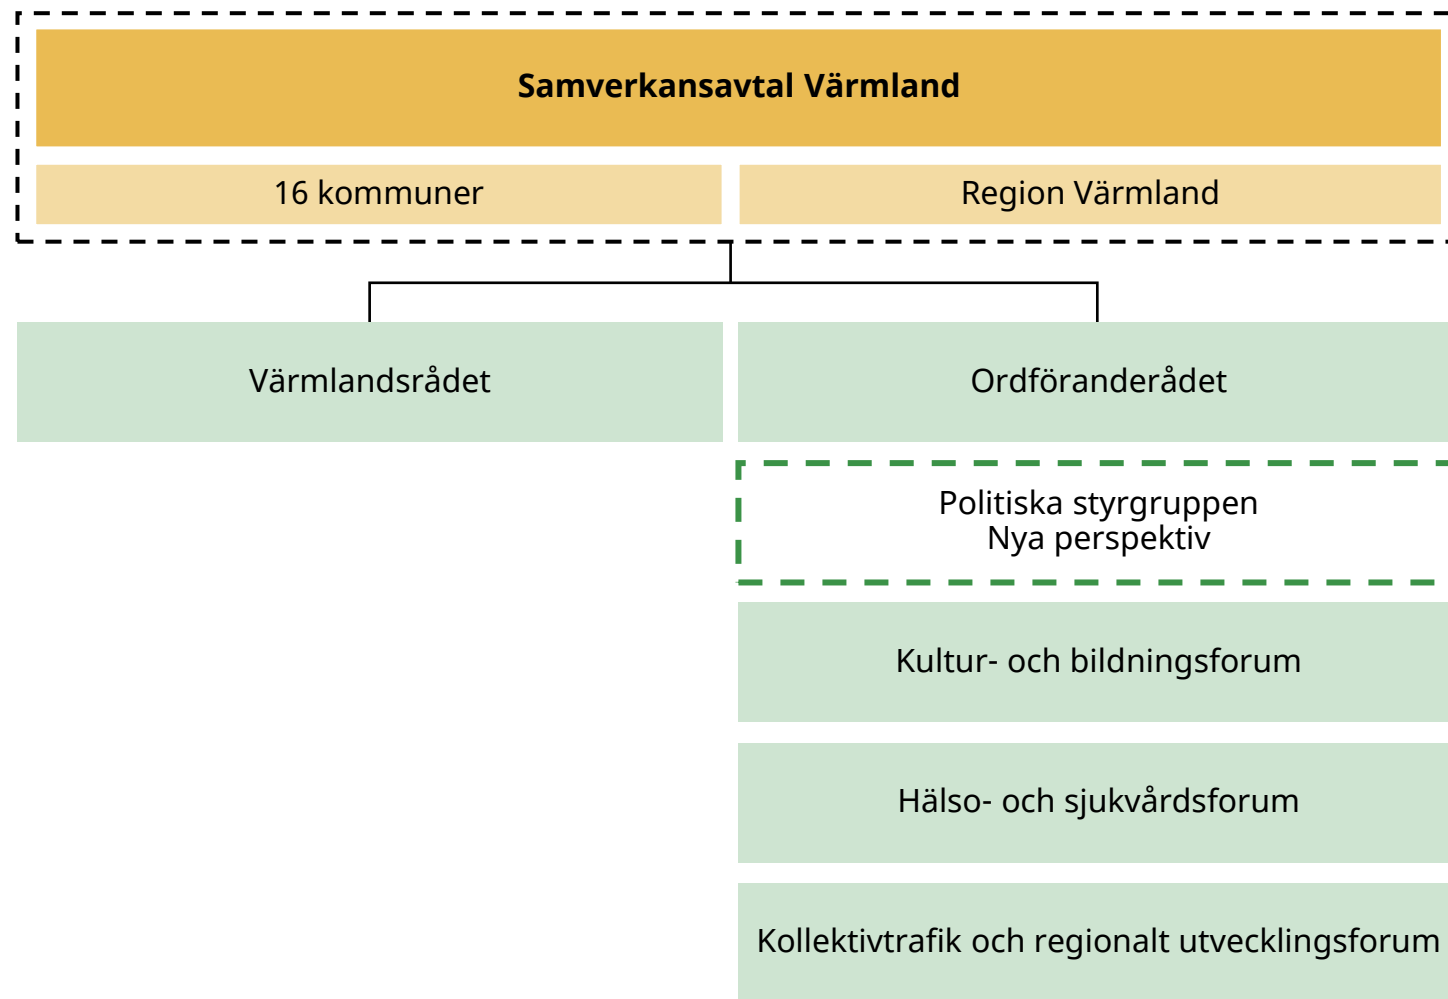 Samverkansavtal Värmland
16 kommuner
Region Värmland
Värmlandsrådet
Ordföranderådet
Politiska styrgruppen
Nya perspektiv
Kultur- och bildningsforum
Hälso- och sjukvårdsforum
Kollektivtrafik och regionalt utvecklingsforum